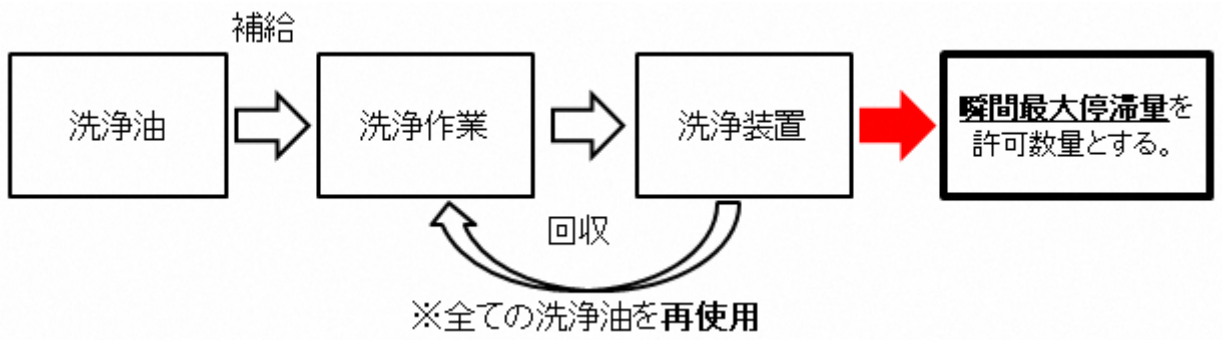 補給
洗浄油
洗浄作業
洗浄装置
瞬間最大停滞量を
許可数量とする。
回収
※全ての洗浄油を再使用